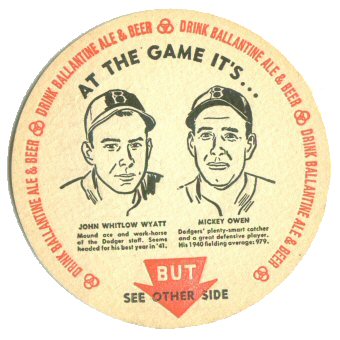 DRINK BALLANTINE ALE & BEER
DRINK BALLANTINE ALE & BEER
DRINK BALLANTINE ALE & BEER
DRINK BALLANTINE ALE & BEER
AT THE GAME IT'S...
B
B
JOHN WHITLOW WYATT
Mound ace and work-horse
of the Dodger staff. Seems
headed for his best year in '41.
MICKEY OWEN
Dodgers' plenty-smart catcher
and a great defensive player.
His 1940 fielding average: 979.
BUT
SEE OTHER SIDE